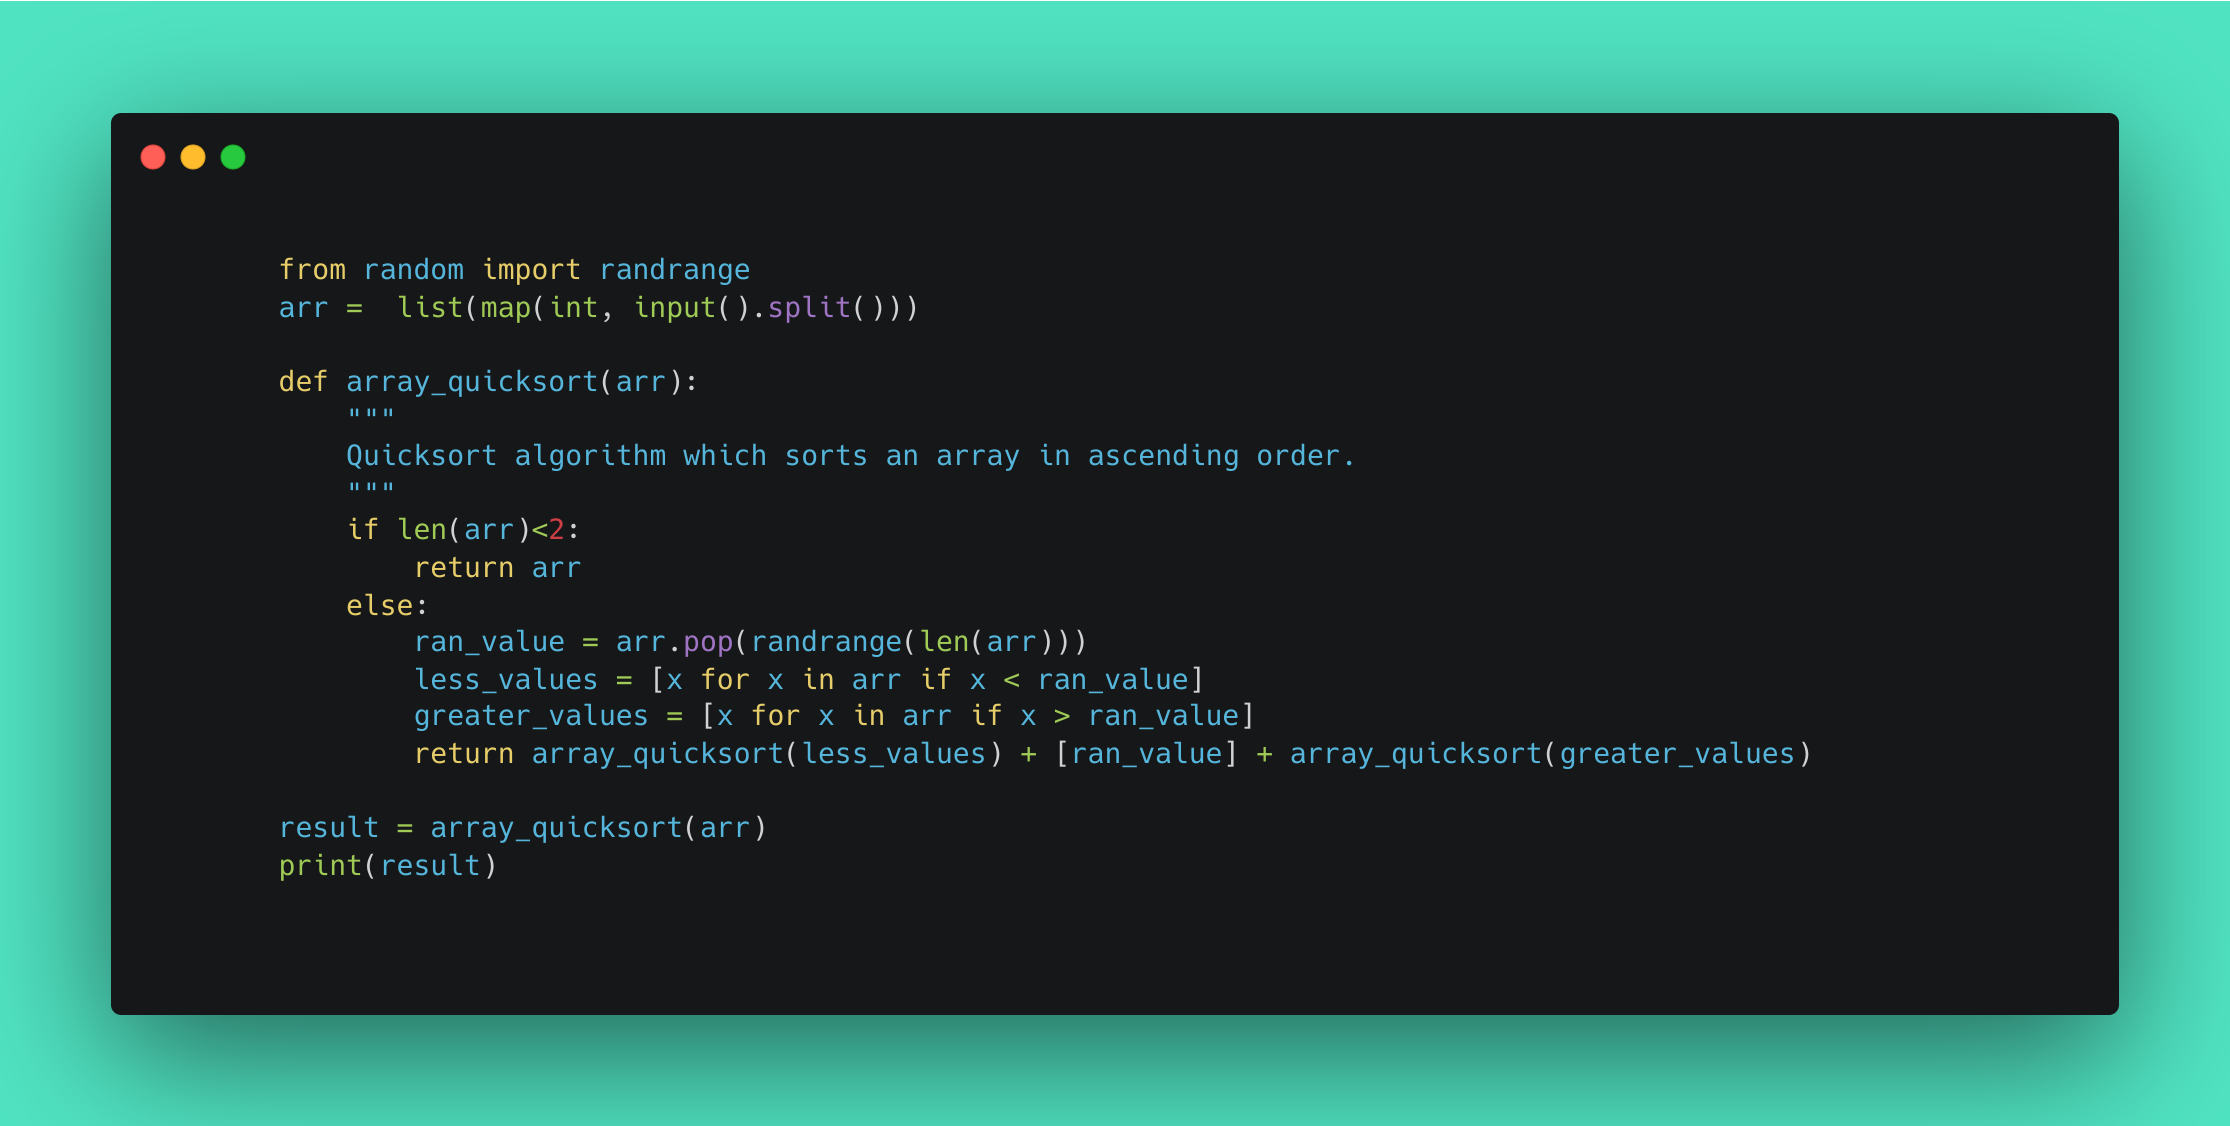 from random import randrange
arr =  list(map(int, input().split()))
def array_quicksort(arr):
    """
    Quicksort algorithm which sorts an array in ascending order.
    """
    if len(arr)<2:
        return arr
    else:
        ran_value = arr.pop(randrange(len(arr)))
        less_values = [x for x in arr if x < ran_value]
        greater_values = [x for x in arr if x > ran_value]
        return array_quicksort(less_values) + [ran_value] + array_quicksort(greater_values)
result = array_quicksort(arr)
print(result)